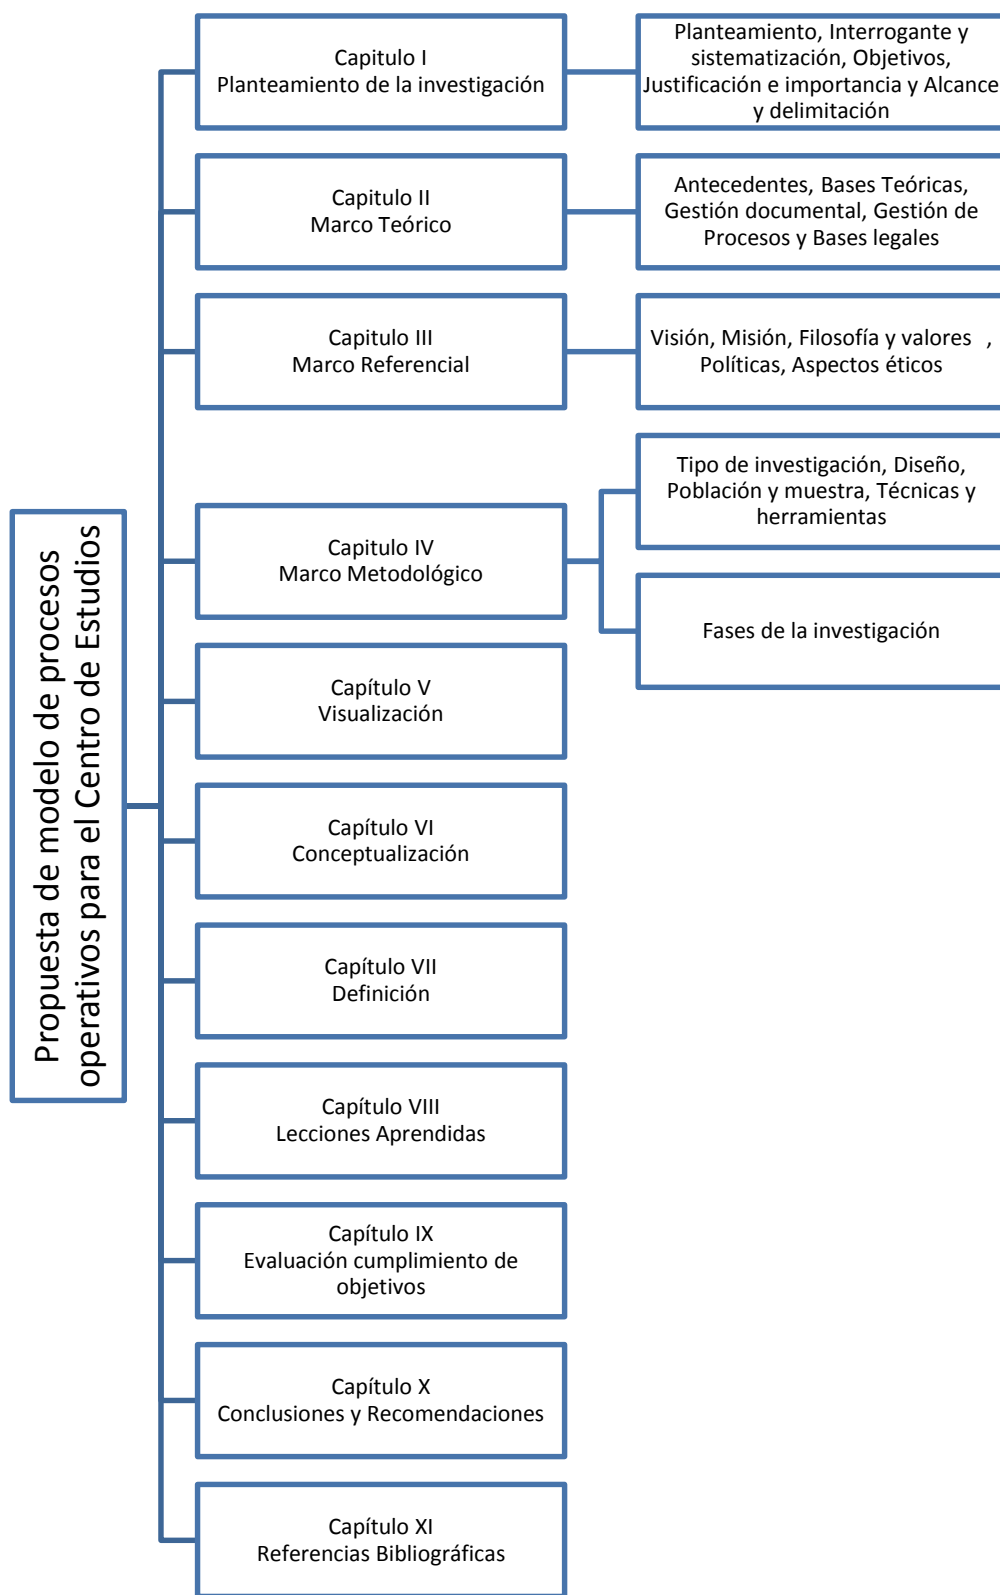 Propuesta de modelo de procesos
operativos para el Centro de Estudios
Capitulo I
Planteamiento de la investigación
Planteamiento, Interrogante y
sistematización, Objetivos,
Justificación e importancia y Alcance
y delimitación
Capitulo II
Marco Teórico
Antecedentes, Bases Teóricas,
Gestión documental, Gestión de
Procesos y Bases legales
Capitulo III
Marco Referencial
Visión, Misión, Filosofía y valores ,
Políticas, Aspectos éticos
Capitulo IV
Marco Metodológico
Tipo de investigación, Diseño,
Población y muestra, Técnicas y
herramientas
Fases de la investigación
Capítulo V
Visualización
Capítulo VI
Conceptualización
Capítulo VII
Definición
Capítulo VIII
Lecciones Aprendidas
Capítulo IX
Evaluación cumplimiento de
objetivos
Capítulo X
Conclusiones y Recomendaciones
Capítulo XI
Referencias Bibliográficas